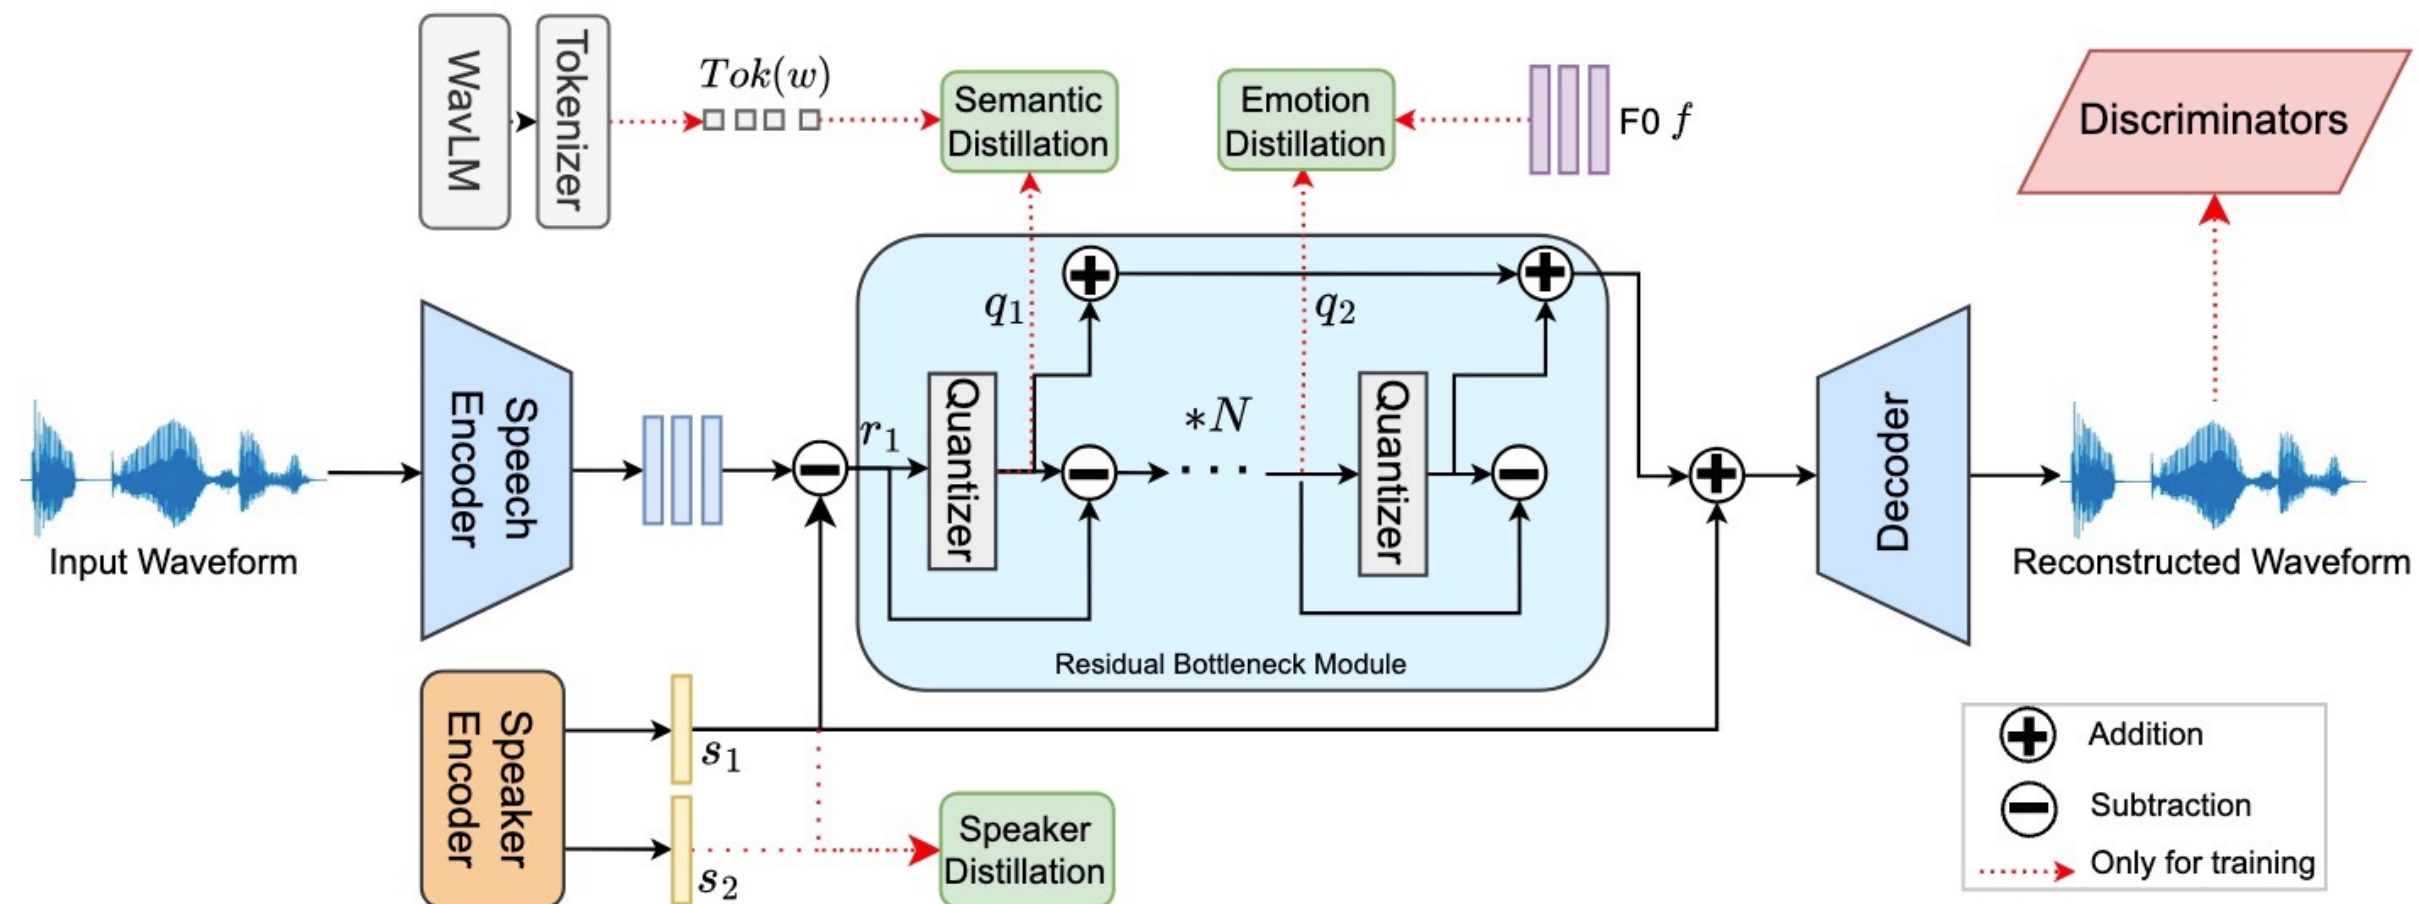 WavLM
Tokenizer
Tok(w)
Semantic
Distillation
Emotion
Distillation
F0 f
Discriminators
q1
q2
Speech
Encoder
r1
Quantizer
*N
...
Quantizer
Decoder
Input Waveform
Reconstructed Waveform
Residual Bottleneck Module
Speaker
Encoder
s1
s2
Speaker
Distillation
Addition
Subtraction
Only for training